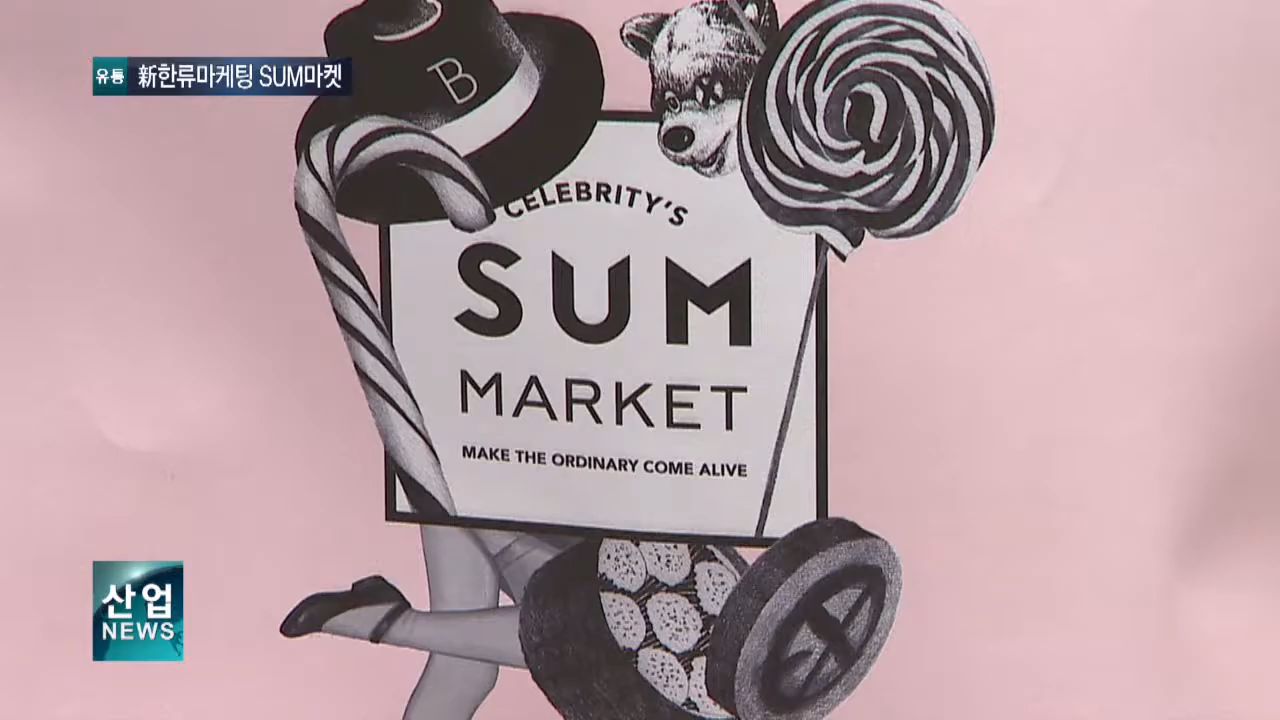 유통 新한류마케팅 SUM마켓
B
CELEBRITY'S
SUM
MARKET
MAKE THE ORDINARY COME ALIVE
산업
NEWS